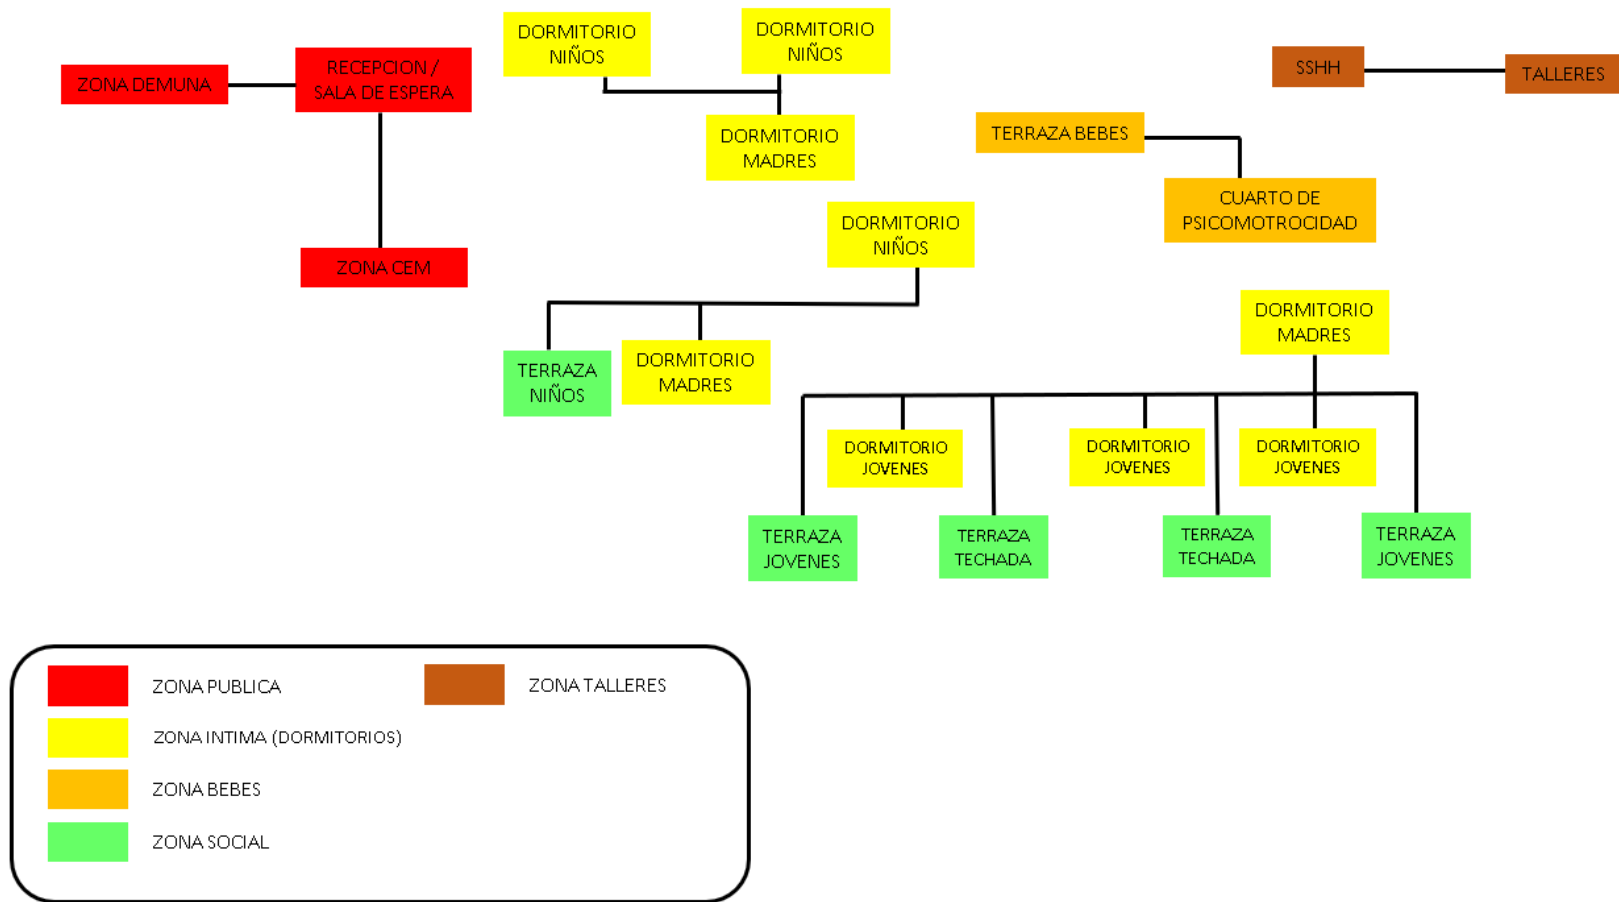 ZONA DEMUNA
RECEPCION /
SALA DE ESPERA
ZONA CEM
DORMITORIO
NIÑOS
DORMITORIO
NIÑOS
DORMITORIO
MADRES
SSHH
TALLERES
TERRAZA BEBES
CUARTO DE
PSICOMOTROCIDAD
DORMITORIO
NIÑOS
TERRAZA
NIÑOS
DORMITORIO
MADRES
DORMITORIO
MADRES
DORMITORIO
JOVENES
DORMITORIO
JOVENES
DORMITORIO
JOVENES
TERRAZA
JOVENES
TERRAZA
TECHADA
TERRAZA
TECHADA
TERRAZA
JOVENES
ZONA PUBLICA
ZONA INTIMA (DORMITORIOS)
ZONA BEBES
ZONA SOCIAL
ZONA TALLERES